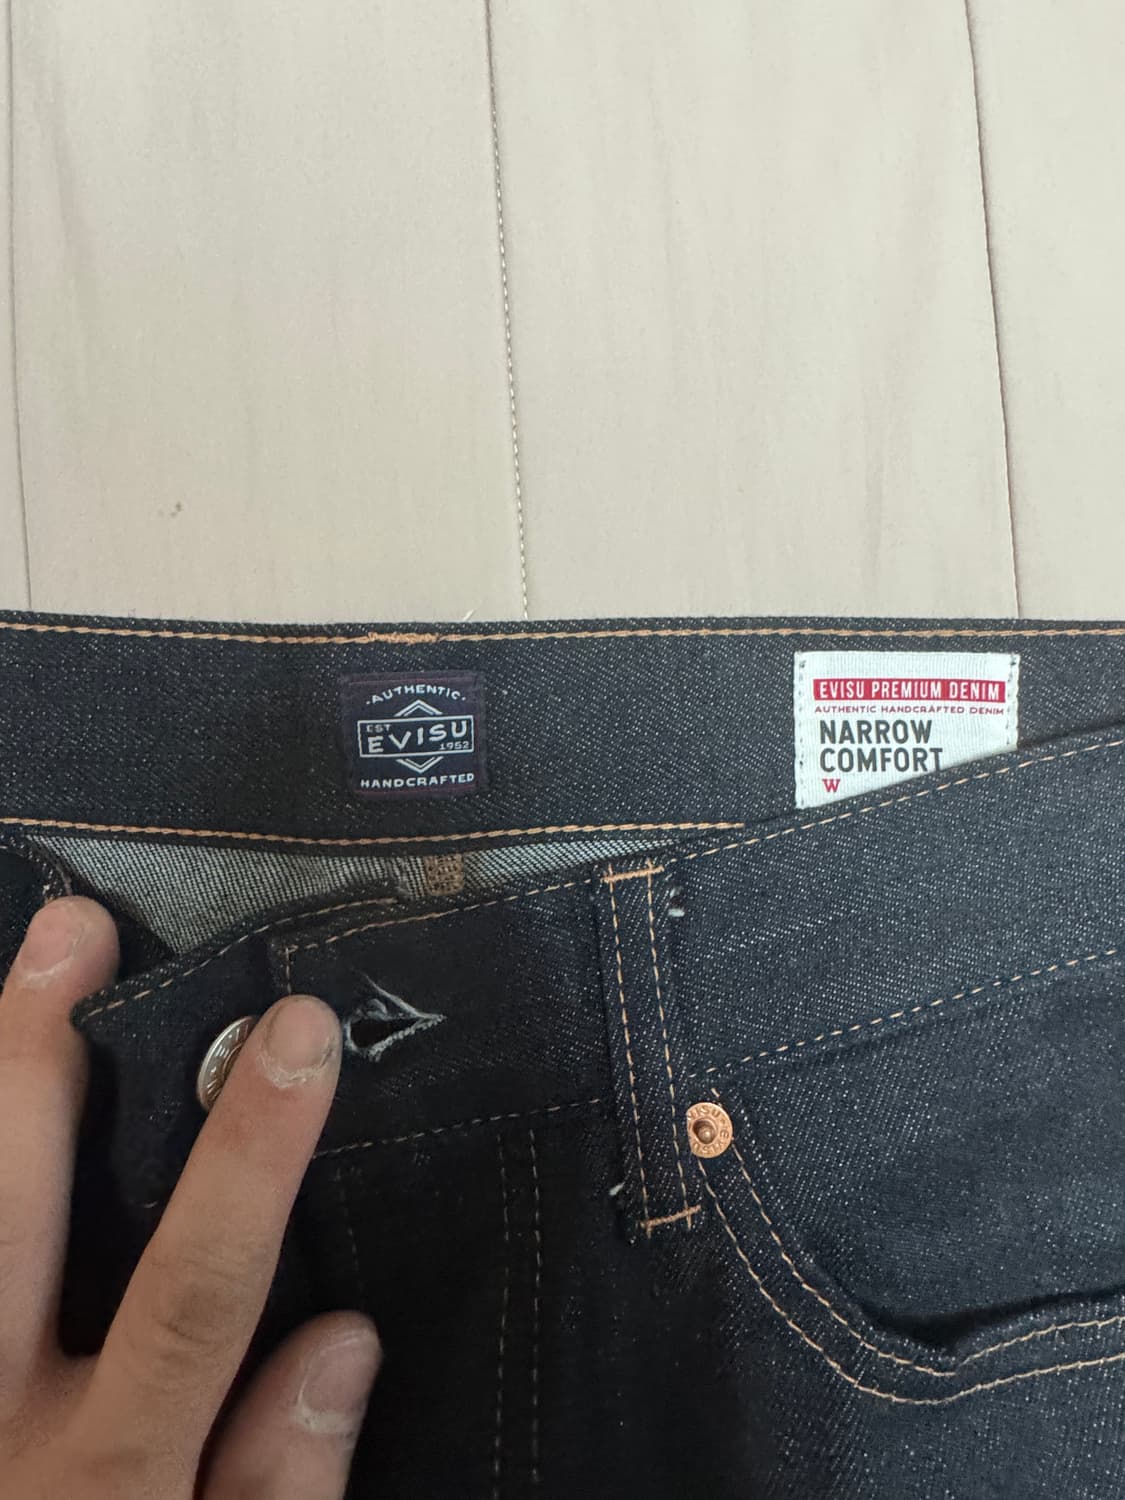 ·AUTHENTIC·
EST
EVISU
1952
HANDCRAFTED
EVISU PREMIUM DENIM
AUTHENTIC HANDCRAFTED DENIM
NARROW
COMFORT
W